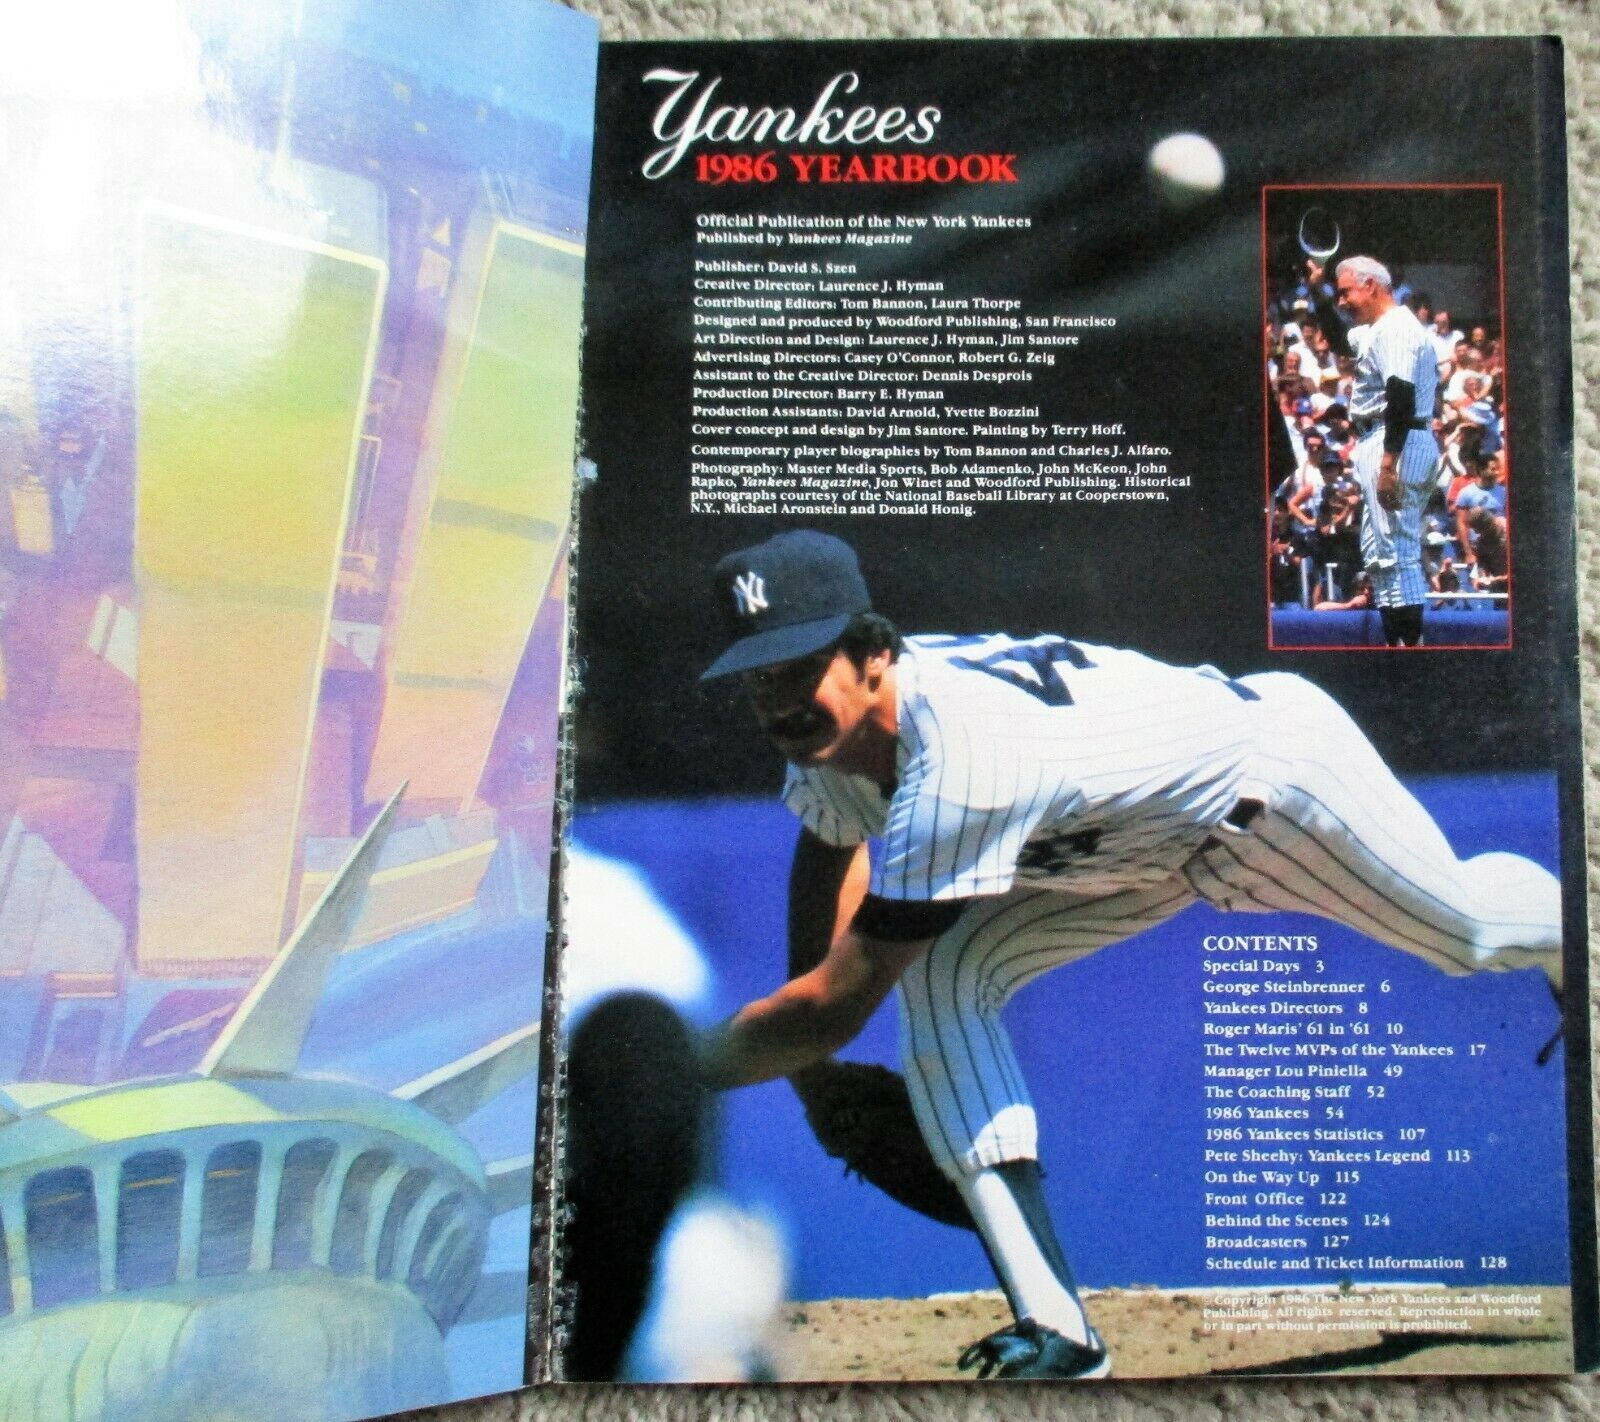 Yankees
1986 YEARBOOK
Official Publication of the New York Yankees
Published by Yankees Magazine
Publisher: David S. Szen
Creative Director: Laurence J. Hyman
Contributing Editors: Tom Bannon, Laura Thorpe
Designed and produced by Woodford Publishing, San Francisco
Art Direction and Design: Laurence J. Hyman, Jim Santore
Advertising Directors: Casey O'Connor, Robert G. Zeig
Assistant to the Creative Director: Dennis Desprois
Production Director: Barry E. Hyman
Production Assistants: David Arnold, Yvette Bozzini
Cover concept and design by Jim Santore. Painting by Terry Hoff.
Contemporary player biographies by Tom Bannon and Charles J. Alfaro.
Photography: Master Media Sports, Bob Adamenko, John McKeon, John
Rapko, Yankees Magazine, Jon Winet and Woodford Publishing. Historical
photographs courtesy of the National Baseball Library at Cooperstown,
N.Y., Michael Aronstein and Donald Honig.
NY
CONTENTS
Special Days 3
George Steinbrenner 6
Yankees Directors 8
Roger Maris' 61 in '61 10
The Twelve MVPs of the Yankees 17
Manager Lou Piniella 49
The Coaching Staff 52
1986 Yankees 54
1986 Yankees Statistics 107
Pete Sheehy: Yankees Legend 113
On the Way Up 115
Front Office 122
Behind the Scenes 124
Broadcasters 127
Schedule and Ticket Information 128
©Copyright 1986 The New York Yankees and Woodford
Publishing. All rights reserved. Reproduction in whole
or in part without permission is prohibited.